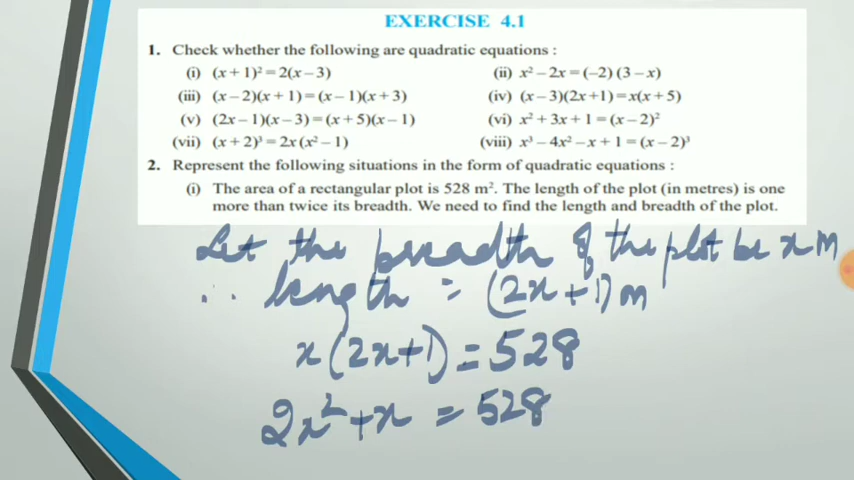 EXERCISE 4.1
1. Check whether the following are quadratic equations :
(i) (x + 1)² = 2(x – 3) (ii) x² – 2x = (–2) (3 – x)
(iii) (x – 2)(x + 1) = (x – 1)(x + 3) (iv) (x – 3)(2x +1) = x(x + 5)
(v) (2x – 1)(x – 3) = (x + 5)(x – 1) (vi) x² + 3x + 1 = (x – 2)²
(vii) (x + 2)³ = 2x (x² – 1) (viii) x³ – 4x² – x + 1 = (x – 2)³
2. Represent the following situations in the form of quadratic equations :
(i) The area of a rectangular plot is 528 m². The length of the plot (in metres) is one
more than twice its breadth. We need to find the length and breadth of the plot.
Let the breadth of the plot be x m
∴ length = (2x + 1) m
x(2x+1) = 528
2x² + x = 528